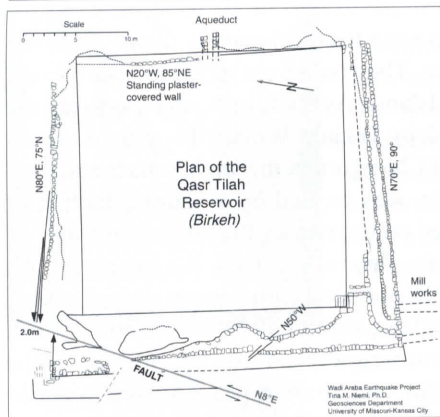 Scale
0 5 10 m
Aqueduct
N20°W, 85°NE
Standing plaster-
covered wall
N
N80°E, 75°N
N70°E, 90°
Plan of the
Qasr Tilah
Reservoir
(Birkeh)
Mill
works
2.0m
N50°W
FAULT
N8°E
Wadi Araba Earthquake Project
Tina M. Niemi, Ph.D.
Geosciences Department
University of Missouri-Kansas City